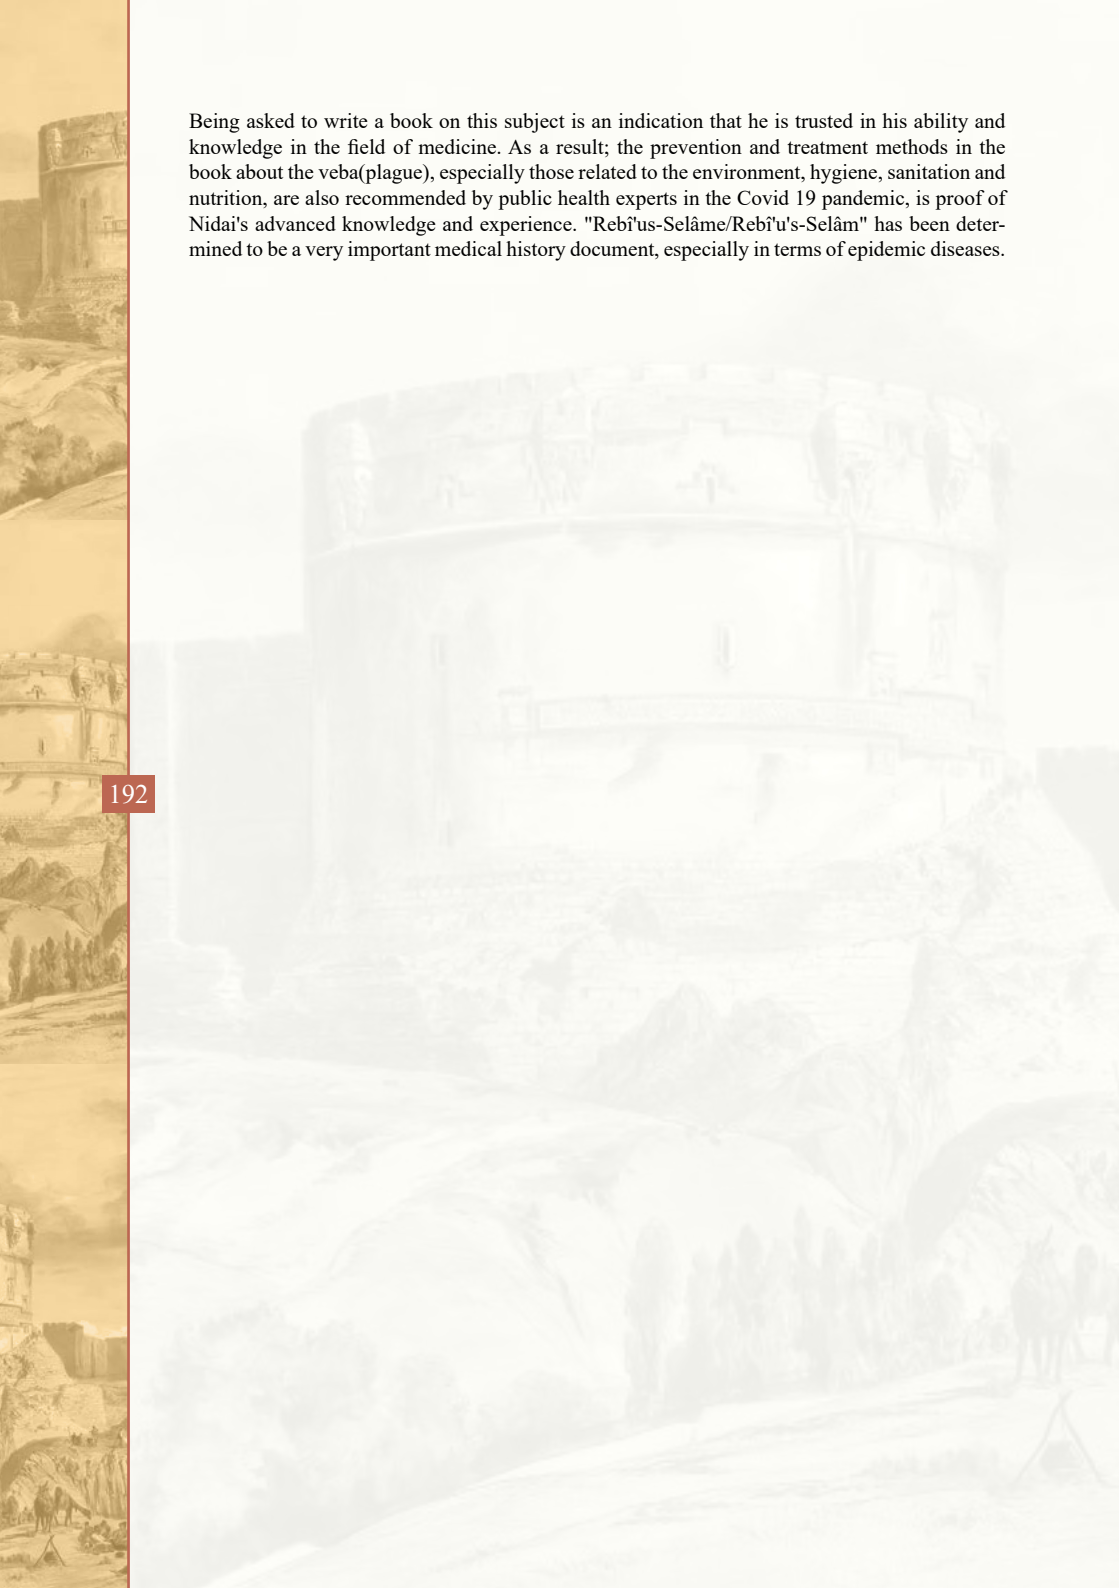 Being asked to write a book on this subject is an indication that he is trusted in his ability and
knowledge in the field of medicine. As a result; the prevention and treatment methods in the
book about the veba(plague), especially those related to the environment, hygiene, sanitation and
nutrition, are also recommended by public health experts in the Covid 19 pandemic, is proof of
Nidai's advanced knowledge and experience. "Rebî'us-Selâme/Rebî'u's-Selâm" has been deter-
mined to be a very important medical history document, especially in terms of epidemic diseases.
192